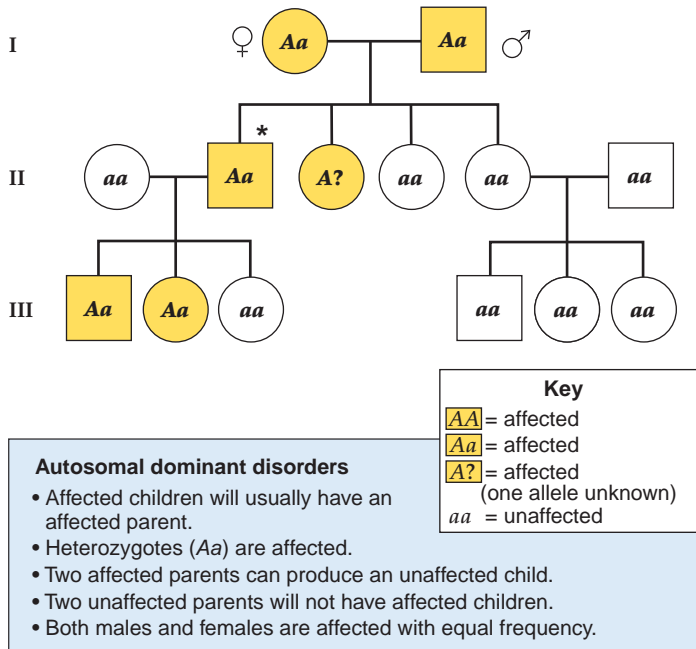 I
Aa
Aa
*
II
aa
Aa
A?
aa
aa
aa
III
Aa
Aa
aa
aa
aa
aa
Key
AA = affected
Aa = affected
A? = affected
(one allele unknown)
aa = unaffected
Autosomal dominant disorders
• Affected children will usually have an
affected parent.
• Heterozygotes (Aa) are affected.
• Two affected parents can produce an unaffected child.
• Two unaffected parents will not have affected children.
• Both males and females are affected with equal frequency.